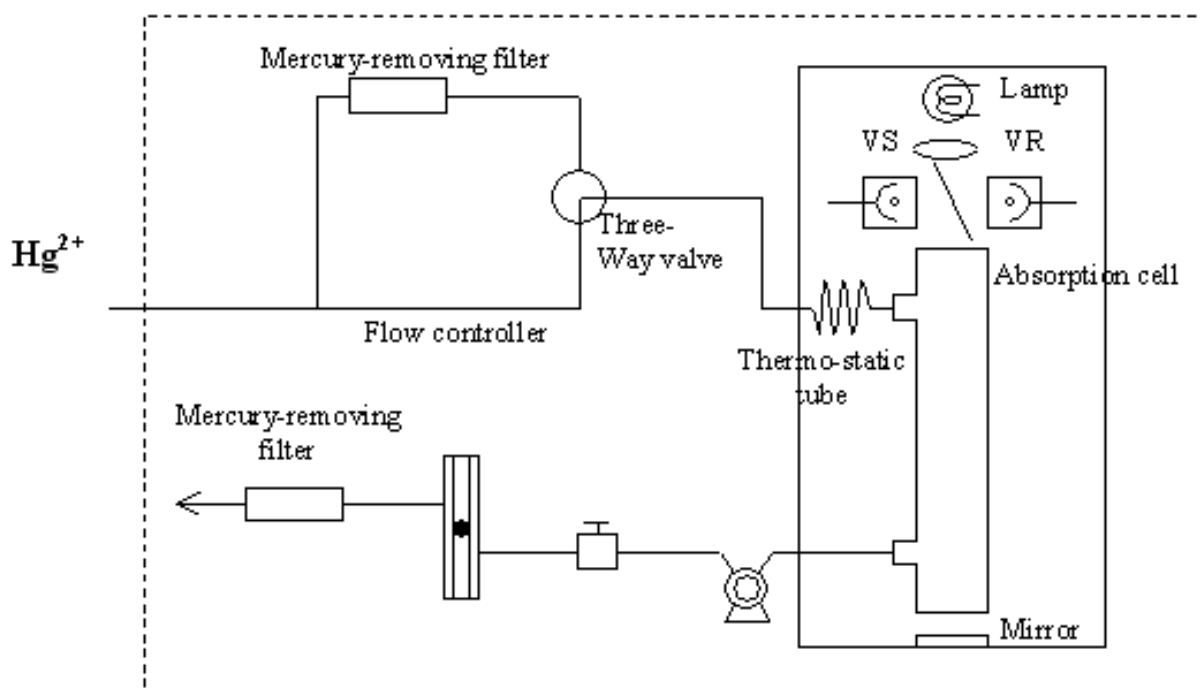 Mercury-removing filter
Lamp
VS
VR
Hg²⁺
Three-
Way valve
Absorption cell
Flow controller
Thermo-static
tube
Mercury-removing
filter
Mirror